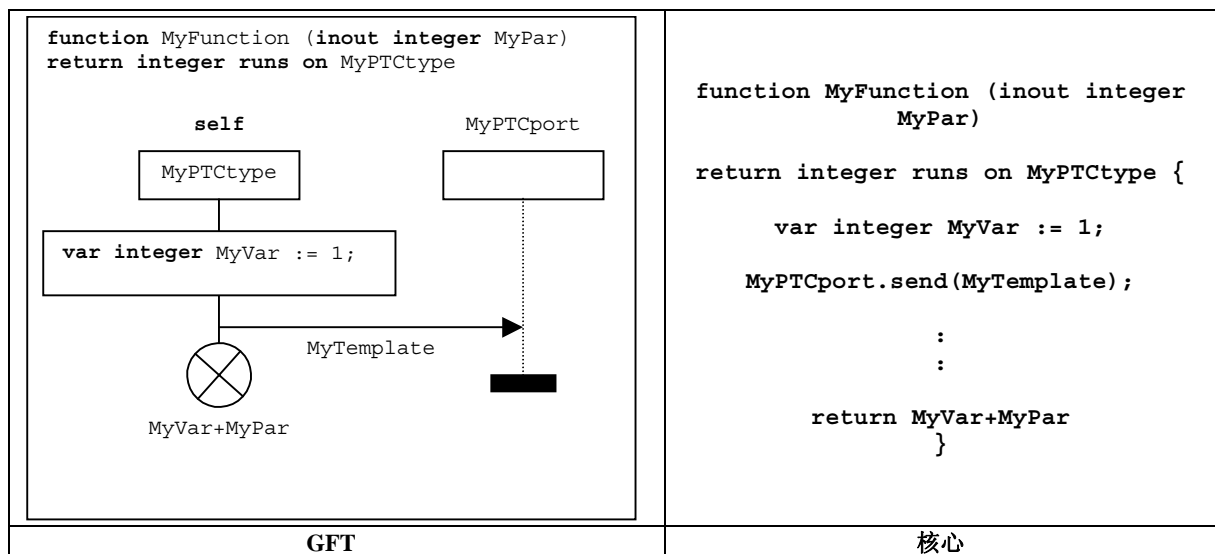 function MyFunction (inout integer MyPar)
return integer runs on MyPTCtype
self
MyPTCport
MyPTCtype
var integer MyVar := 1;
MyTemplate
MyVar+MyPar
GFT
function MyFunction (inout integer
MyPar)
return integer runs on MyPTCtype {
var integer MyVar := 1;
MyPTCport.send(MyTemplate);
:
:
return MyVar+MyPar
}
核心